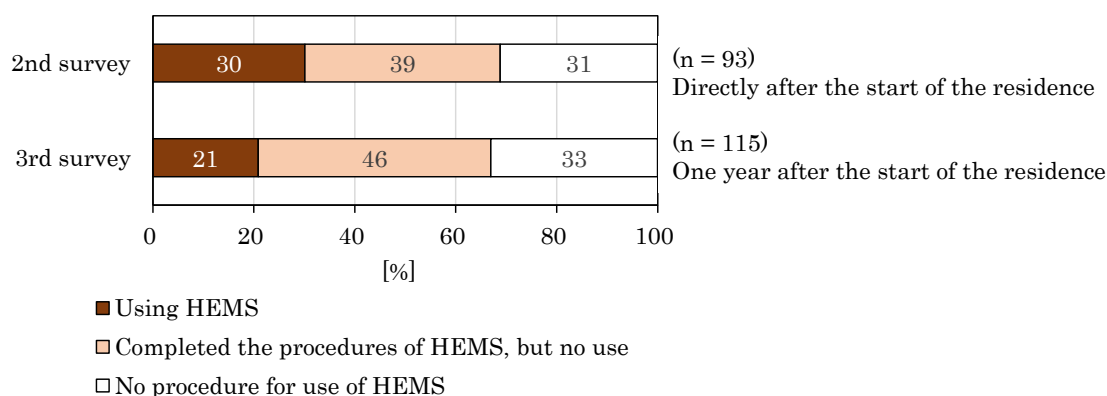 2nd survey
30 39 31
(n = 93)
Directly after the start of the residence
3rd survey
21 46 33
(n = 115)
One year after the start of the residence
0 20 40 60 80 100
[%]
Using HEMS
Completed the procedures of HEMS, but no use
No procedure for use of HEMS